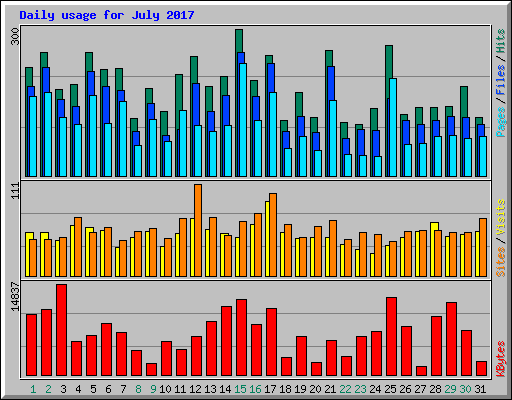 Daily usage for July 2017
300
Pages / Files / Hits
111
Sites / Visits
14837
KBytes
1 2 3 4 5 6 7 8 9 10 11 12 13 14 15 16 17 18 19 20 21 22 23 24 25 26 27 28 29 30 31